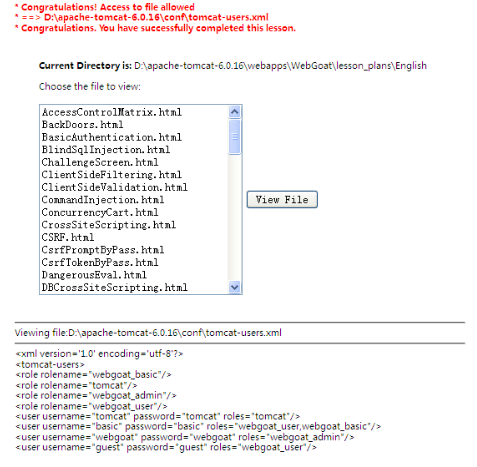 * Congratulations! Access to file allowed
* ==> D:\apache-tomcat-6.0.16\conf\tomcat-users.xml
* Congratulations. You have successfully completed this lesson.
Current Directory is: D:\apache-tomcat-6.0.16\webapps\WebGoat\lesson_plans\English
Choose the file to view:
AccessControlMatrix.html
BackDoors.html
BasicAuthentication.html
BlindSqlInjection.html
ChallengeScreen.html
ClientSideFiltering.html
ClientSideValidation.html
CommandInjection.html
ConcurrencyCart.html
CrossSiteScripting.html
CSRF.html
CsrfPromptByPass.html
CsrfTokenByPass.html
DangerousEval.html
DBCrossSiteScripting.html
View File
Viewing file:D:\apache-tomcat-6.0.16\conf\tomcat-users.xml
<xml version='1.0' encoding='utf-8'?>
<tomcat-users>
<role rolename="webgoat_basic"/>
<role rolename="tomcat"/>
<role rolename="webgoat_admin"/>
<role rolename="webgoat_user"/>
<user username="tomcat" password="tomcat" roles="tomcat"/>
<user username="basic" password="basic" roles="webgoat_user,webgoat_basic"/>
<user username="webgoat" password="webgoat" roles="webgoat_admin"/>
<user username="guest" password="guest" roles="webgoat_user"/>